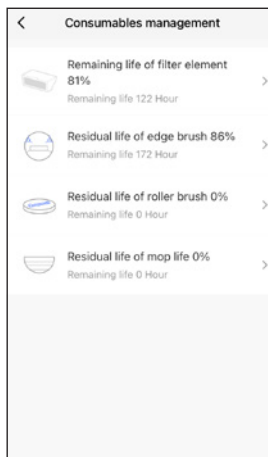 Consumables management
Remaining life of filter element
81%
Remaining life 122 Hour
Residual life of edge brush 86%
Remaining life 172 Hour
Residual life of roller brush 0%
Remaining life 0 Hour
Residual life of mop life 0%
Remaining life 0 Hour